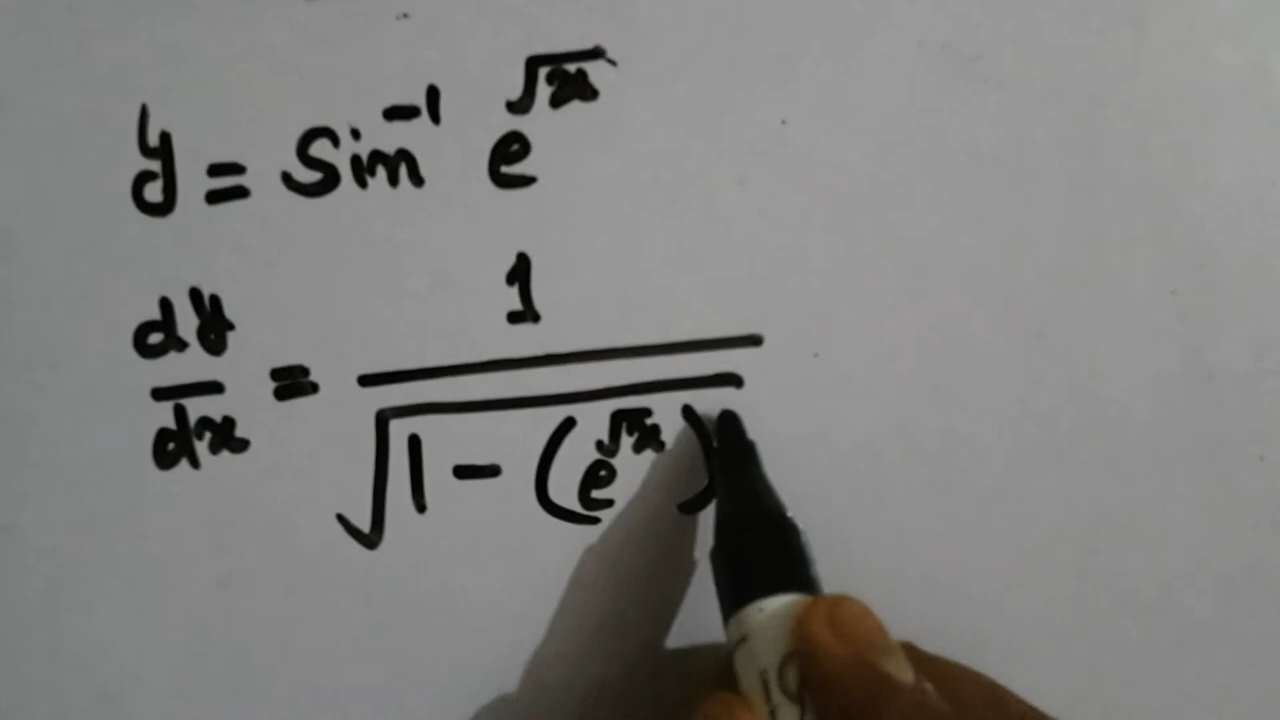 y = Sin⁻¹ e^√x
dy/dx = 1/√(1 - (e^√x))